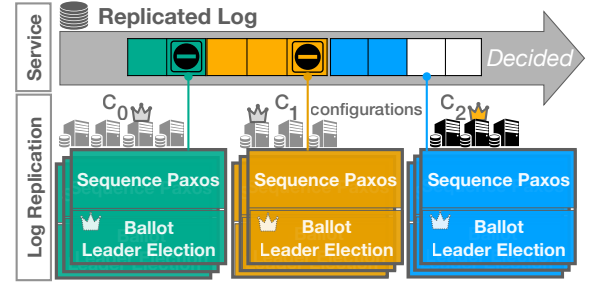 Replicated Log
Service
Decided
C0
C1 configurations
C2
Log Replication
Sequence Paxos
Ballot
Leader Election
Sequence Paxos
Ballot
Leader Election
Sequence Paxos
Ballot
Leader Election